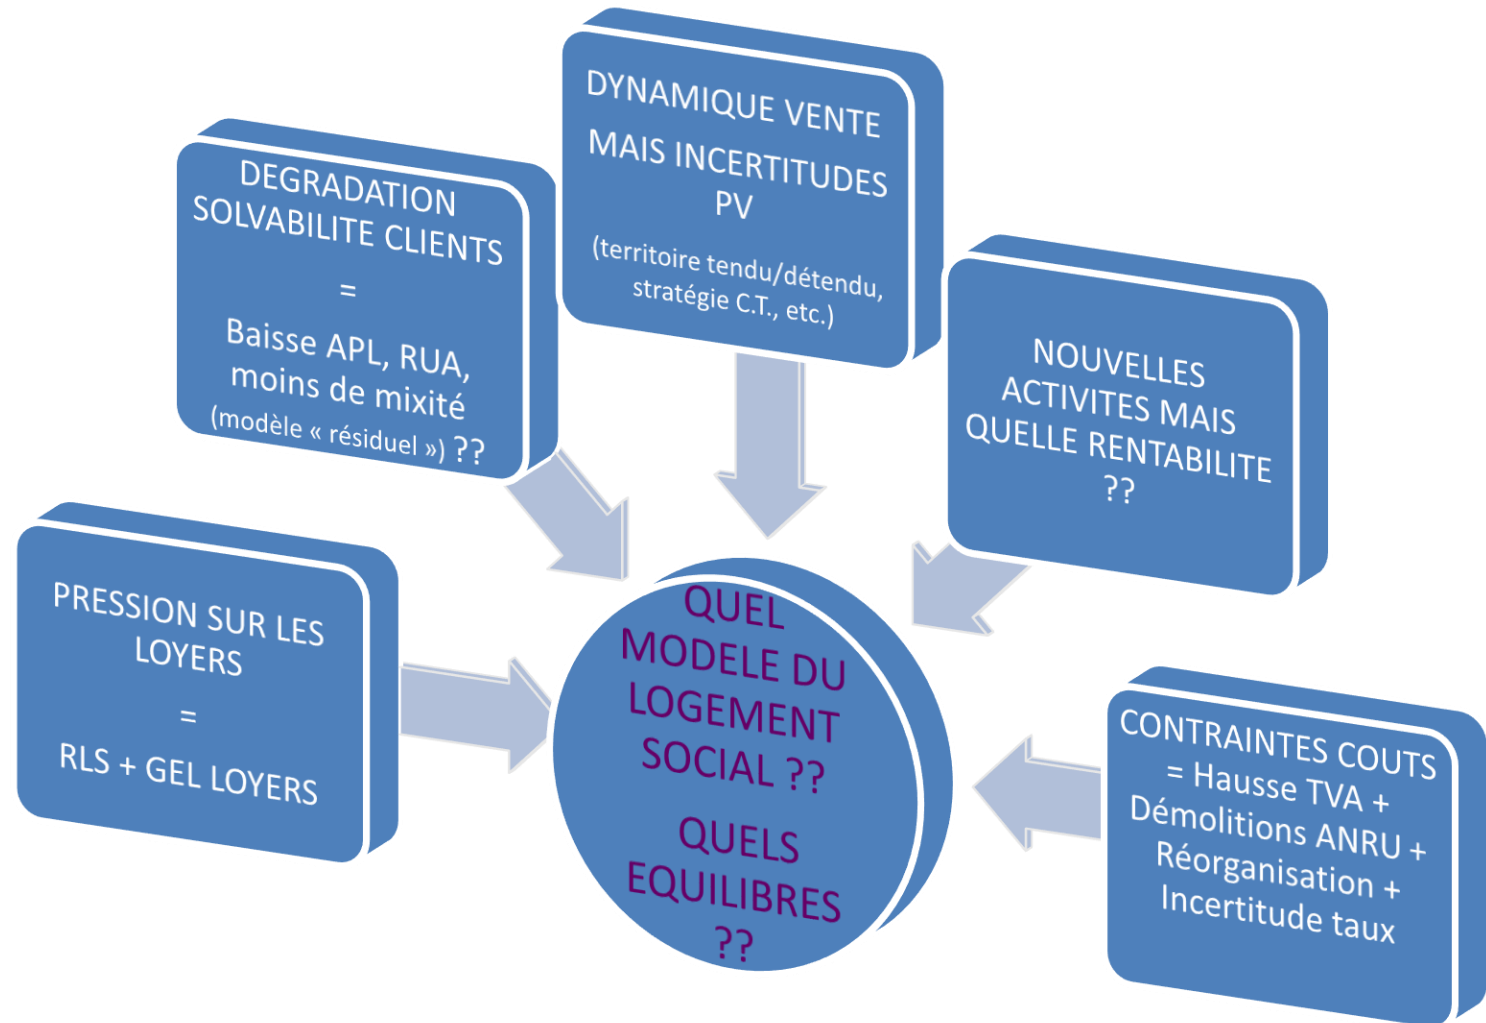 DYNAMIQUE VENTE
MAIS INCERTITUDES
PV
(territoire tendu/détendu,
stratégie C.T., etc.)
DEGRADATION
SOLVABILITE CLIENTS
=
Baisse APL, RUA,
moins de mixité
(modèle « résiduel ») ??
NOUVELLES
ACTIVITES MAIS
QUELLE RENTABILITE
??
PRESSION SUR LES
LOYERS
=
RLS + GEL LOYERS
QUEL
MODELE DU
LOGEMENT
SOCIAL ??
QUELS
EQUILIBRES
??
CONTRAINTES COUTS
= Hausse TVA +
Démolitions ANRU +
Réorganisation +
Incertitude taux